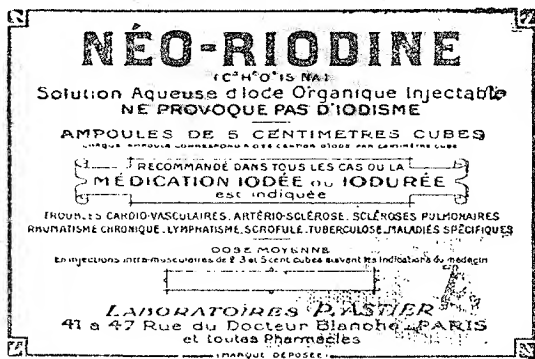 NÉO-RIODINE
Solution Aqueuse d'Iode Organique Injectable
NE PROVOQUE PAS D'IODISME
AMPOULES DE 5 CENTIMETRES CUBES
RECOMMANDÉ DANS TOUS LES CAS OU LA
MÉDICATION IODÉE OU IODURÉE
est indiquée
TROUBLES CARDIO-VASCULAIRES. ARTÉRIO-SCLÉROSE. SCLÉROSES PULMONAIRES
RHUMATISME CHRONIQUE. LYMPHATISME. SCROFULE. TUBERCULOSE. MALADIES SPÉCIFIQUES
DOSE MOYENNE
En injections intra-musculaires de 2 3 et 5 cent cubes suivant les indications du médecin
LABORATOIRES P. ASTIER
41 a 47 Rue du Docteur Blanche - PARIS
et toutes Pharmacies
MARQUE DÉPOSÉE